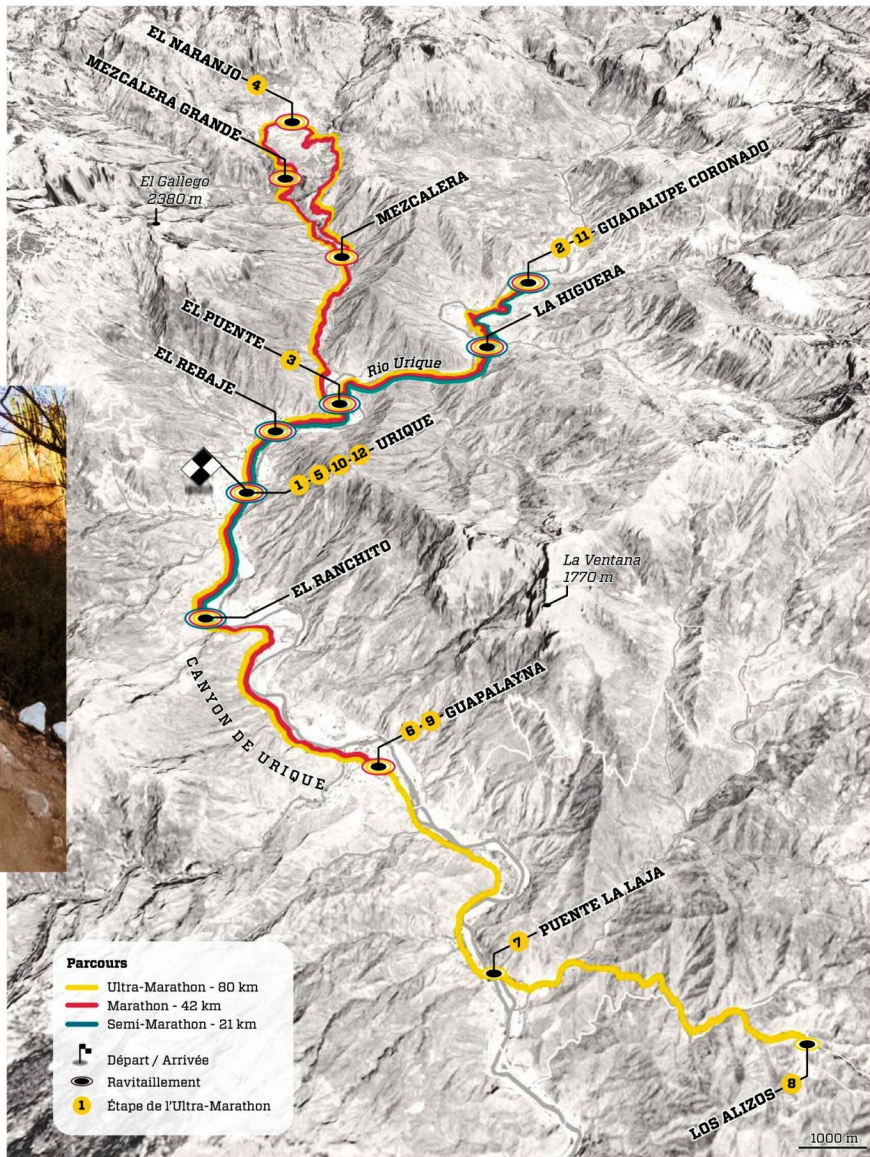 EL NARANJO
4
MEZCALERA GRANDE
El Gallego
2380 m
MEZCALERA
2 - 11 - GUADALUPE CORONADO
LA HIGUERA
EL PUENTE
3
Rio Urique
EL REBAJE
1 - 5 - 10 - 12 - URIQUE
EL RANCHITO
La Ventana
1770 m
CANYON DE URIQUE
6 - 9 - GUAPALAYNA
7 - PUENTE LA LAJA
LOS ALIZOS - 8
Parcours
Ultra-Marathon - 80 km
Marathon - 42 km
Semi-Marathon - 21 km
Départ / Arrivée
Ravitaillement
1 Étape de l'Ultra-Marathon
1000 m